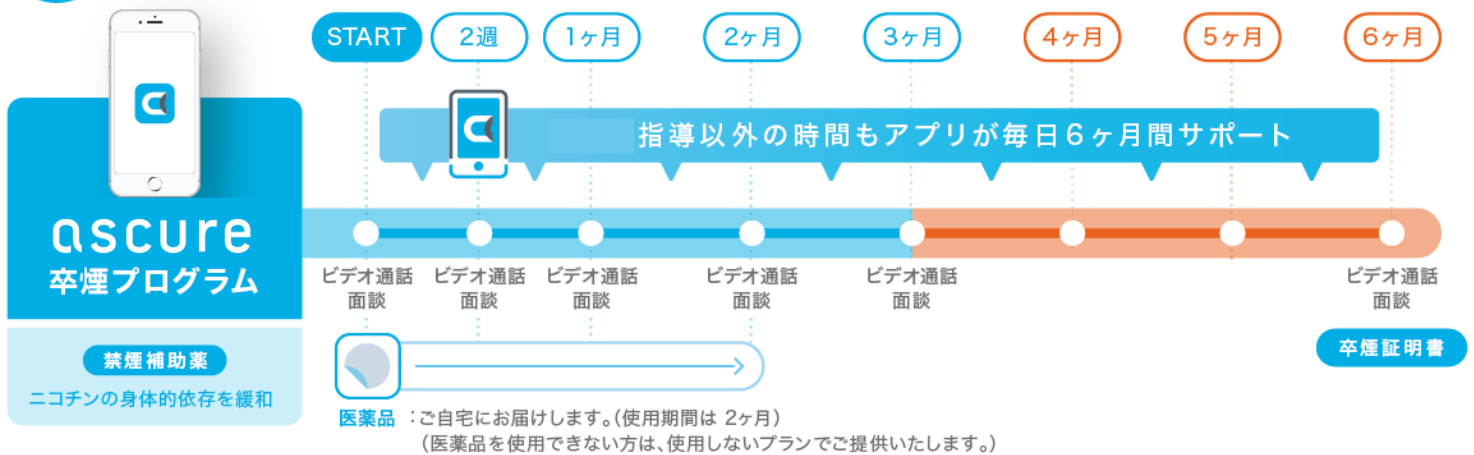 START
2週
1ヶ月
2ヶ月
3ヶ月
4ヶ月
5ヶ月
6ヶ月
指導以外の時間もアプリが毎日6ヶ月間サポート
ascure
卒煙プログラム
ビデオ通話
面談
ビデオ通話
面談
ビデオ通話
面談
ビデオ通話
面談
ビデオ通話
面談
ビデオ通話
面談
卒煙証明書
禁煙補助薬
ニコチンの身体的依存を緩和
医薬品:ご自宅にお届けします。(使用期間は 2ヶ月)
(医薬品を使用できない方は、使用しないプランでご提供いたします。)